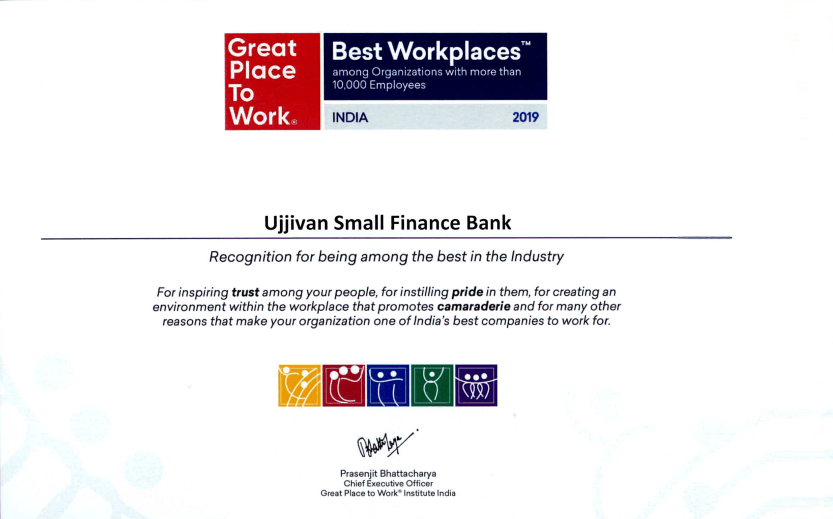 Great
Place
To
Work®
Best Workplaces™
among Organizations with more than
10,000 Employees
INDIA 2019
Ujjivan Small Finance Bank
Recognition for being among the best in the Industry
For inspiring trust among your people, for instilling pride in them, for creating an
environment within the workplace that promotes camaraderie and for many other
reasons that make your organization one of India's best companies to work for.
Prasenjit Bhattacharya
Chief Executive Officer
Great Place to Work® Institute India